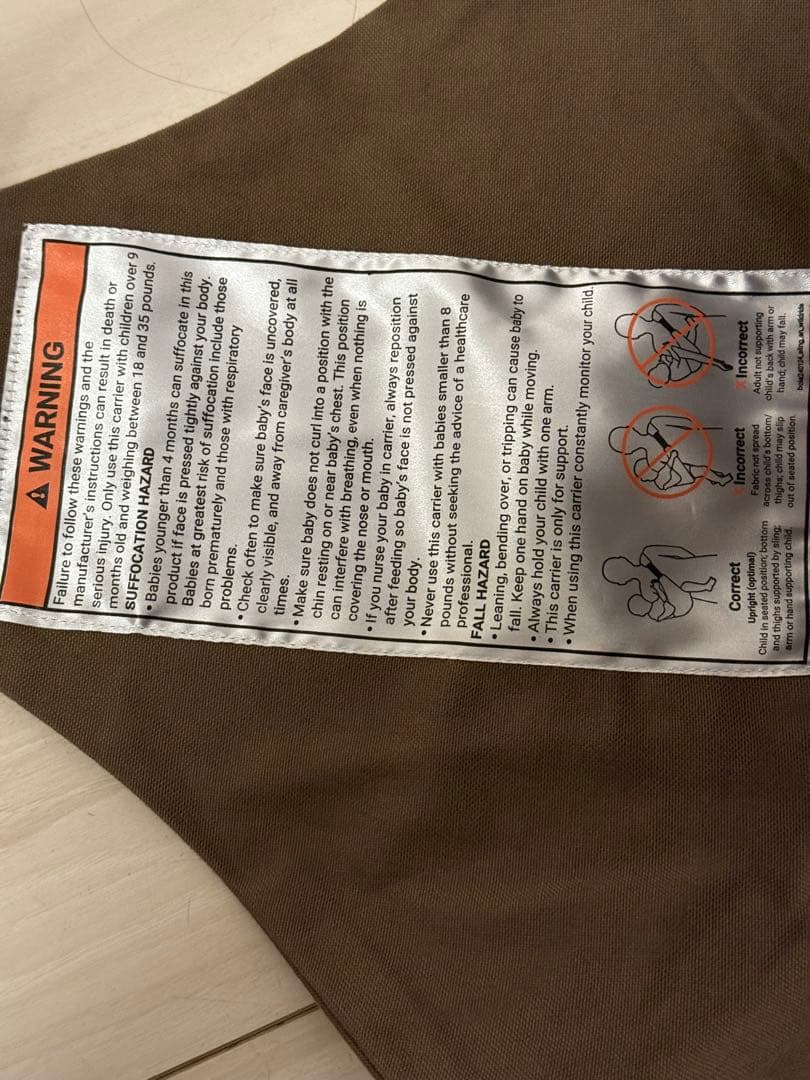 WARNING
Failure to follow these warnings and the
manufacturer's instructions can result in death or
serious injury. Only use this carrier with children over 9
months old and weighing between 18 and 35 pounds.
SUFFOCATION HAZARD
• Babies younger than 4 months can suffocate in this
product if face is pressed tightly against your body.
Babies at greatest risk of suffocation include those
born prematurely and those with respiratory
problems.
• Check often to make sure baby's face is uncovered,
clearly visible, and away from caregiver's body at all
times.
• Make sure baby does not curl into a position with the
chin resting on or near baby's chest. This position
can interfere with breathing, even when nothing is
covering the nose or mouth.
• If you nurse your baby in carrier, always reposition
after feeding so baby's face is not pressed against
your body.
• Never use this carrier with babies smaller than 8
pounds without seeking the advice of a healthcare
professional.
FALL HAZARD
• Leaning, bending over, or tripping can cause baby to
fall. Keep one hand on baby while moving.
• Always hold your child with one arm.
• This carrier is only for support.
• When using this carrier constantly monitor your child.
Correct
Upright (optimal)
Child in seated position; bottom
and thighs supported by sling;
arm or hand supporting child.
X Incorrect
Fabric not spread
across child's bottom/
thighs; child may slip
out of seated position.
X Incorrect
Adult not supporting
child's back with arm or
hand; child may fall.